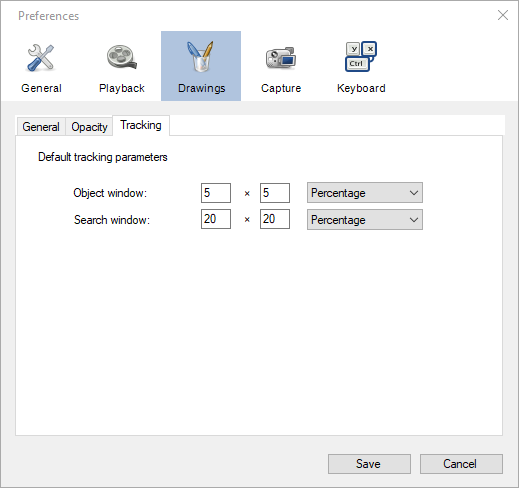 Preferences
Y X
Ctrl
General Playback Drawings Capture Keyboard
General Opacity Tracking
Default tracking parameters
Object window: 5 × 5 Percentage
Search window: 20 × 20 Percentage
Save Cancel